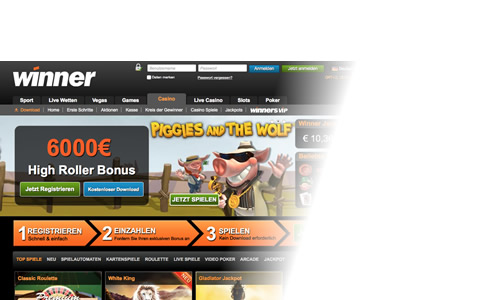 winner
Benutzername
Passwort
Anmelden
Jetzt anmelden
Daten merken
Passwort vergessen?
Sport Live Wetten Vegas Games Casino Live Casino Slots Poker
Download Home Erste Schritte Aktionen Kasse Kreis der Gewinner Casino Spiele Jackpots winnersVIP
PIGGIES AND THE WOLF
6000€
High Roller Bonus
Jetzt Registrieren
Kostenloser Download
JETZT SPIELEN
Winner
€ 10,3
1 REGISTRIEREN
Schnell & einfach
2 EINZAHLEN
Fordern Sie Ihren exklusiven Bonus an
3 SPIELEN
Kein Download erforderlich
TOP SPIELE NEU SPIELAUTOMATEN KARTENSPIELE ROULETTE LIVE SPIELE VIDEO POKER ARCADE
Classic Roulette
White King
NEU
Gladiator Jackpot
Premium